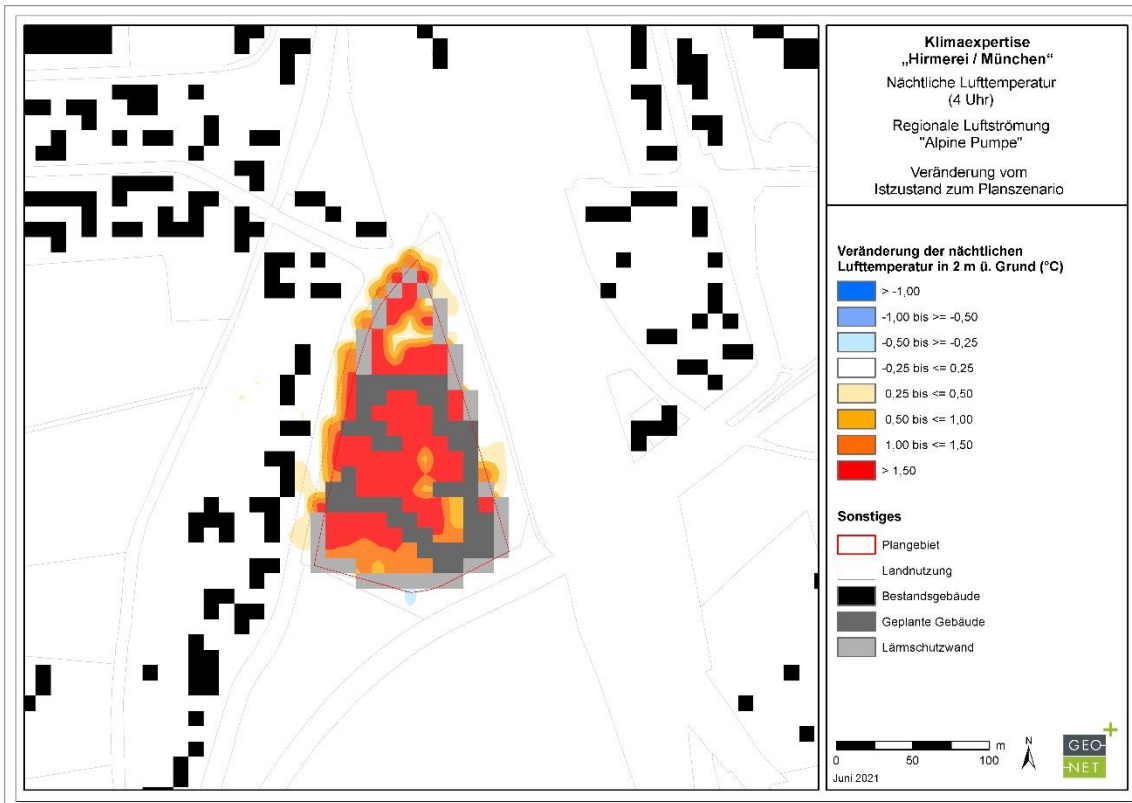 Klimaexpertise
„Hirmerei / München“
Nächtliche Lufttemperatur
(4 Uhr)
Regionale Luftströmung
"Alpine Pumpe"
Veränderung vom
Istzustand zum Planszenario
Veränderung der nächtlichen
Lufttemperatur in 2 m ü. Grund (°C)
> -1,00
-1,00 bis >= -0,50
-0,50 bis >= -0,25
-0,25 bis <= 0,25
0,25 bis <= 0,50
0,50 bis <= 1,00
1,00 bis <= 1,50
> 1,50
Sonstiges
Plangebiet
Landnutzung
Bestandsgebäude
Geplante Gebäude
Lärmschutzwand
m
0 50 100
N
Juni 2021
GEO
NET